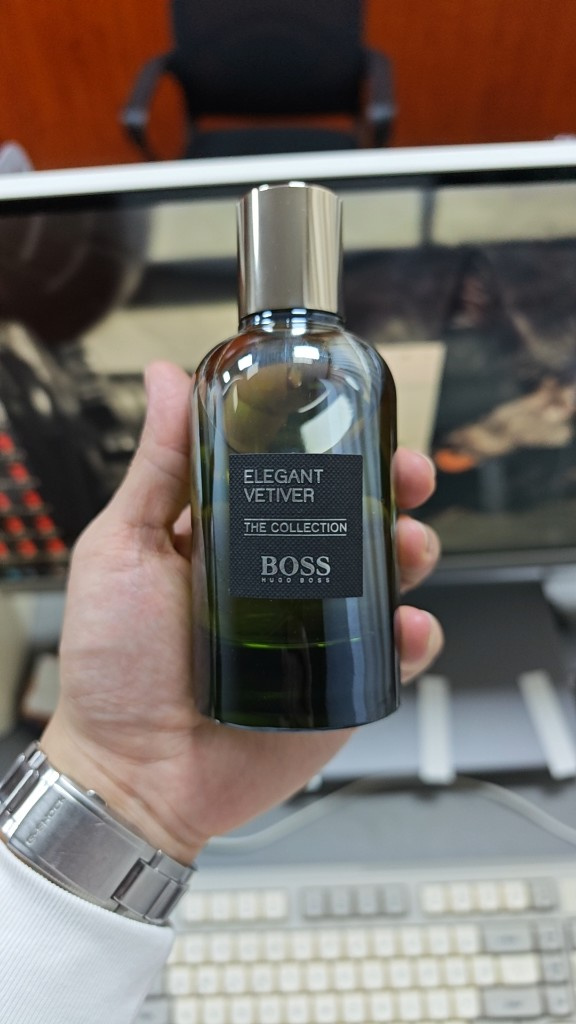 ELEGANT
VETIVER
THE COLLECTION
BOSS
HUGO BOSS